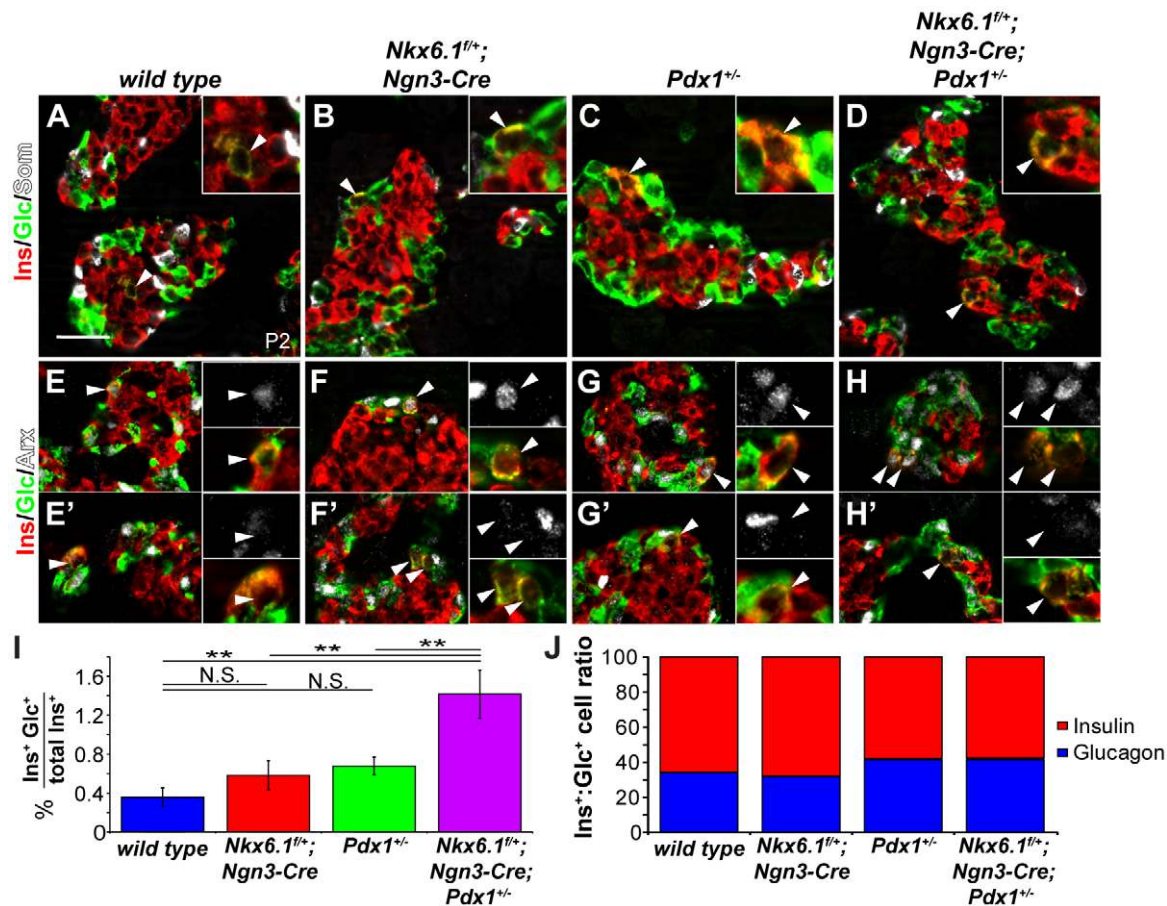 Nkx6.1f/+;
Nkx6.1f/+;
Ngn3-Cre;
wild type
Ngn3-Cre
Pdx1+/-
Pdx1+/-
A
B
C
D
Ins/Glc/Som
P2
E
F
G
H
Ins/Glc/Arx
E'
F'
G'
H'
I
J
** ** **
N.S. N.S.
% Ins+ Glc+
total Ins+
1.6
1.2
0.8
0.4
0
wild type
Nkx6.1f/+;
Ngn3-Cre
Pdx1+/-
Nkx6.1f/+;
Ngn3-Cre;
Pdx1+/-
Ins+:Glc+ cell ratio
100
80
60
40
20
0
Insulin
Glucagon
wild type
Nkx6.1f/+;
Ngn3-Cre
Pdx1+/-
Nkx6.1f/+;
Ngn3-Cre;
Pdx1+/-